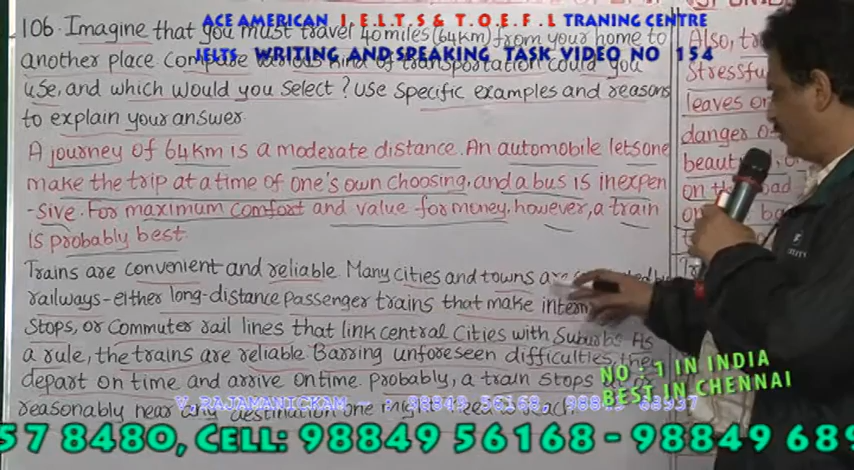 ACE AMERICAN I.E.L.T.S & T.O.E.F.L TRANING CENTRE
IELTS WRITING AND SPEAKING TASK VIDEO NO 154
106. Imagine that you must travel 40 miles (64km) from your home to
another place compare various kind of transportation could you
use, and which would you select? Use specific examples and reasons
to explain your answer
A journey of 64km is a moderate distance. An automobile lets one
make the trip at a time of one's own choosing, and a bus is inexpen
-sive. For maximum comfort and value for money, however, a train
is probably best
Trains are convenient and reliable. Many cities and towns are
railways-either long-distance passenger trains that make
stops, or commuter rail lines that link central cities with suburbs As
a rule, the trains are reliable Barring unforeseen difficulties, they
depart on time and arrive on time. Probably, a train stops
reasonably near any destination one might
Also,
stressful
leaves
danger
on
NO : 1 IN INDIA
BEST IN CHENNAI
V. RAJAMANICKAM - : 98849 56168, 98849
57 8480, CELL: 98849 56168 - 98849 689